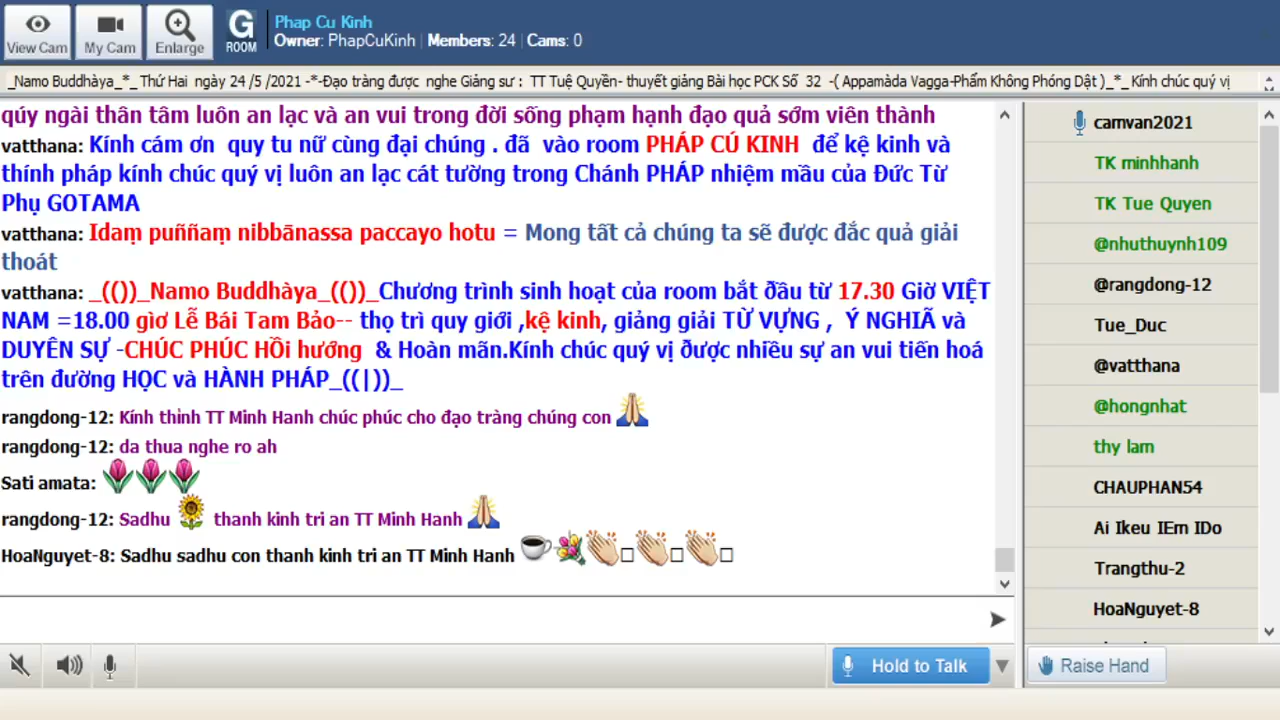 View Cam
My Cam
Enlarge
G
ROOM
Phap Cu Kinh
Owner: PhapCuKinh | Members: 24 | Cams: 0
_Namo Buddhàya_*_ Thứ Hai ngày 24 /5 /2021 -*-Đạo tràng được nghe Giảng sư : TT Tuệ Quyền- thuyết giảng Bài học PCK Số 32 -( Appamàda Vagga-Phẩm Không Phóng Dật )_*_ Kính chúc quý vị
qúy ngài thân tâm luôn an lạc và an vui trong đời sống phạm hạnh đạo quả sớm viên thành
vatthana: Kính cám ơn quy tu nữ cùng đại chúng . đã vào room PHÁP CÚ KINH để kệ kinh và
thính pháp kính chúc quý vị luôn an lạc cát tường trong Chánh PHÁP nhiệm mầu của Đức Từ
Phụ GOTAMA
vatthana: Idaṃ puññaṃ nibbānassa paccayo hotu = Mong tất cả chúng ta sẽ được đắc quả giải
thoát
vatthana: _(())_Namo Buddhàya_(())_Chương trình sinh hoạt của room bắt ðầu từ 17.30 Giờ VIỆT
NAM =18.00 giờ Lễ Bái Tam Bảo-- thọ trì quy giới ,kệ kinh, giảng giải TỪ VỰNG , Ý NGHIÃ và
DUYÊN SỰ -CHÚC PHÚC HỒi hướng & Hoàn mãn.Kính chúc quý vị ðược nhiều sự an vui tiến hoá
trên đường HỌC và HÀNH PHÁP_((|))_
rangdong-12: Kính thỉnh TT Minh Hanh chúc phúc cho đạo tràng chúng con 🙏
rangdong-12: da thua nghe ro ah
Sati amata: 🌷🌷🌷
rangdong-12: Sadhu 🌻 thanh kinh tri an TT Minh Hanh 🙏
HoaNguyet-8: Sadhu sadhu con thanh kinh tri an TT Minh Hanh ☕💐👏👏👏
Hold to Talk
camvan2021
TK minhhanh
TK Tue Quyen
@nhuthuynh109
@rangdong-12
Tue_Duc
@vatthana
@hongnhat
thy lam
CHAUPHAN54
Ai Ikeu IEm IDo
Trangthu-2
HoaNguyet-8
Raise Hand